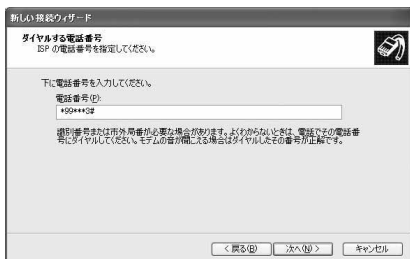 新しい接続ウィザード
ダイヤルする電話番号
ISP の電話番号を指定してください。
下に電話番号を入力してください。
電話番号(P):
*99***3#
識別番号または市外局番が必要な場合があります。よくわからないときは、電話でその電話番
号にダイヤルしてください。モデムの音が聞こえる場合はダイヤルしたその番号が正解です。
< 戻る(B)
次へ(N) >
キャンセル